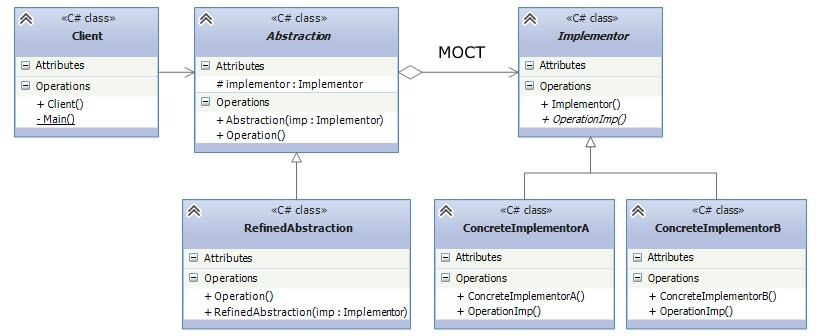 «C# class»
Client
Attributes
Operations
+ Client()
- Main()
«C# class»
Abstraction
Attributes
# implementor : Implementor
Operations
+ Abstraction(imp : Implementor)
+ Operation()
МОСТ
«C# class»
Implementor
Attributes
Operations
+ Implementor()
+ OperationImp()
«C# class»
RefinedAbstraction
Attributes
Operations
+ Operation()
+ RefinedAbstraction(imp : Implementor)
«C# class»
ConcreteImplementorA
Attributes
Operations
+ ConcreteImplementorA()
+ OperationImp()
«C# class»
ConcreteImplementorB
Attributes
Operations
+ ConcreteImplementorB()
+ OperationImp()